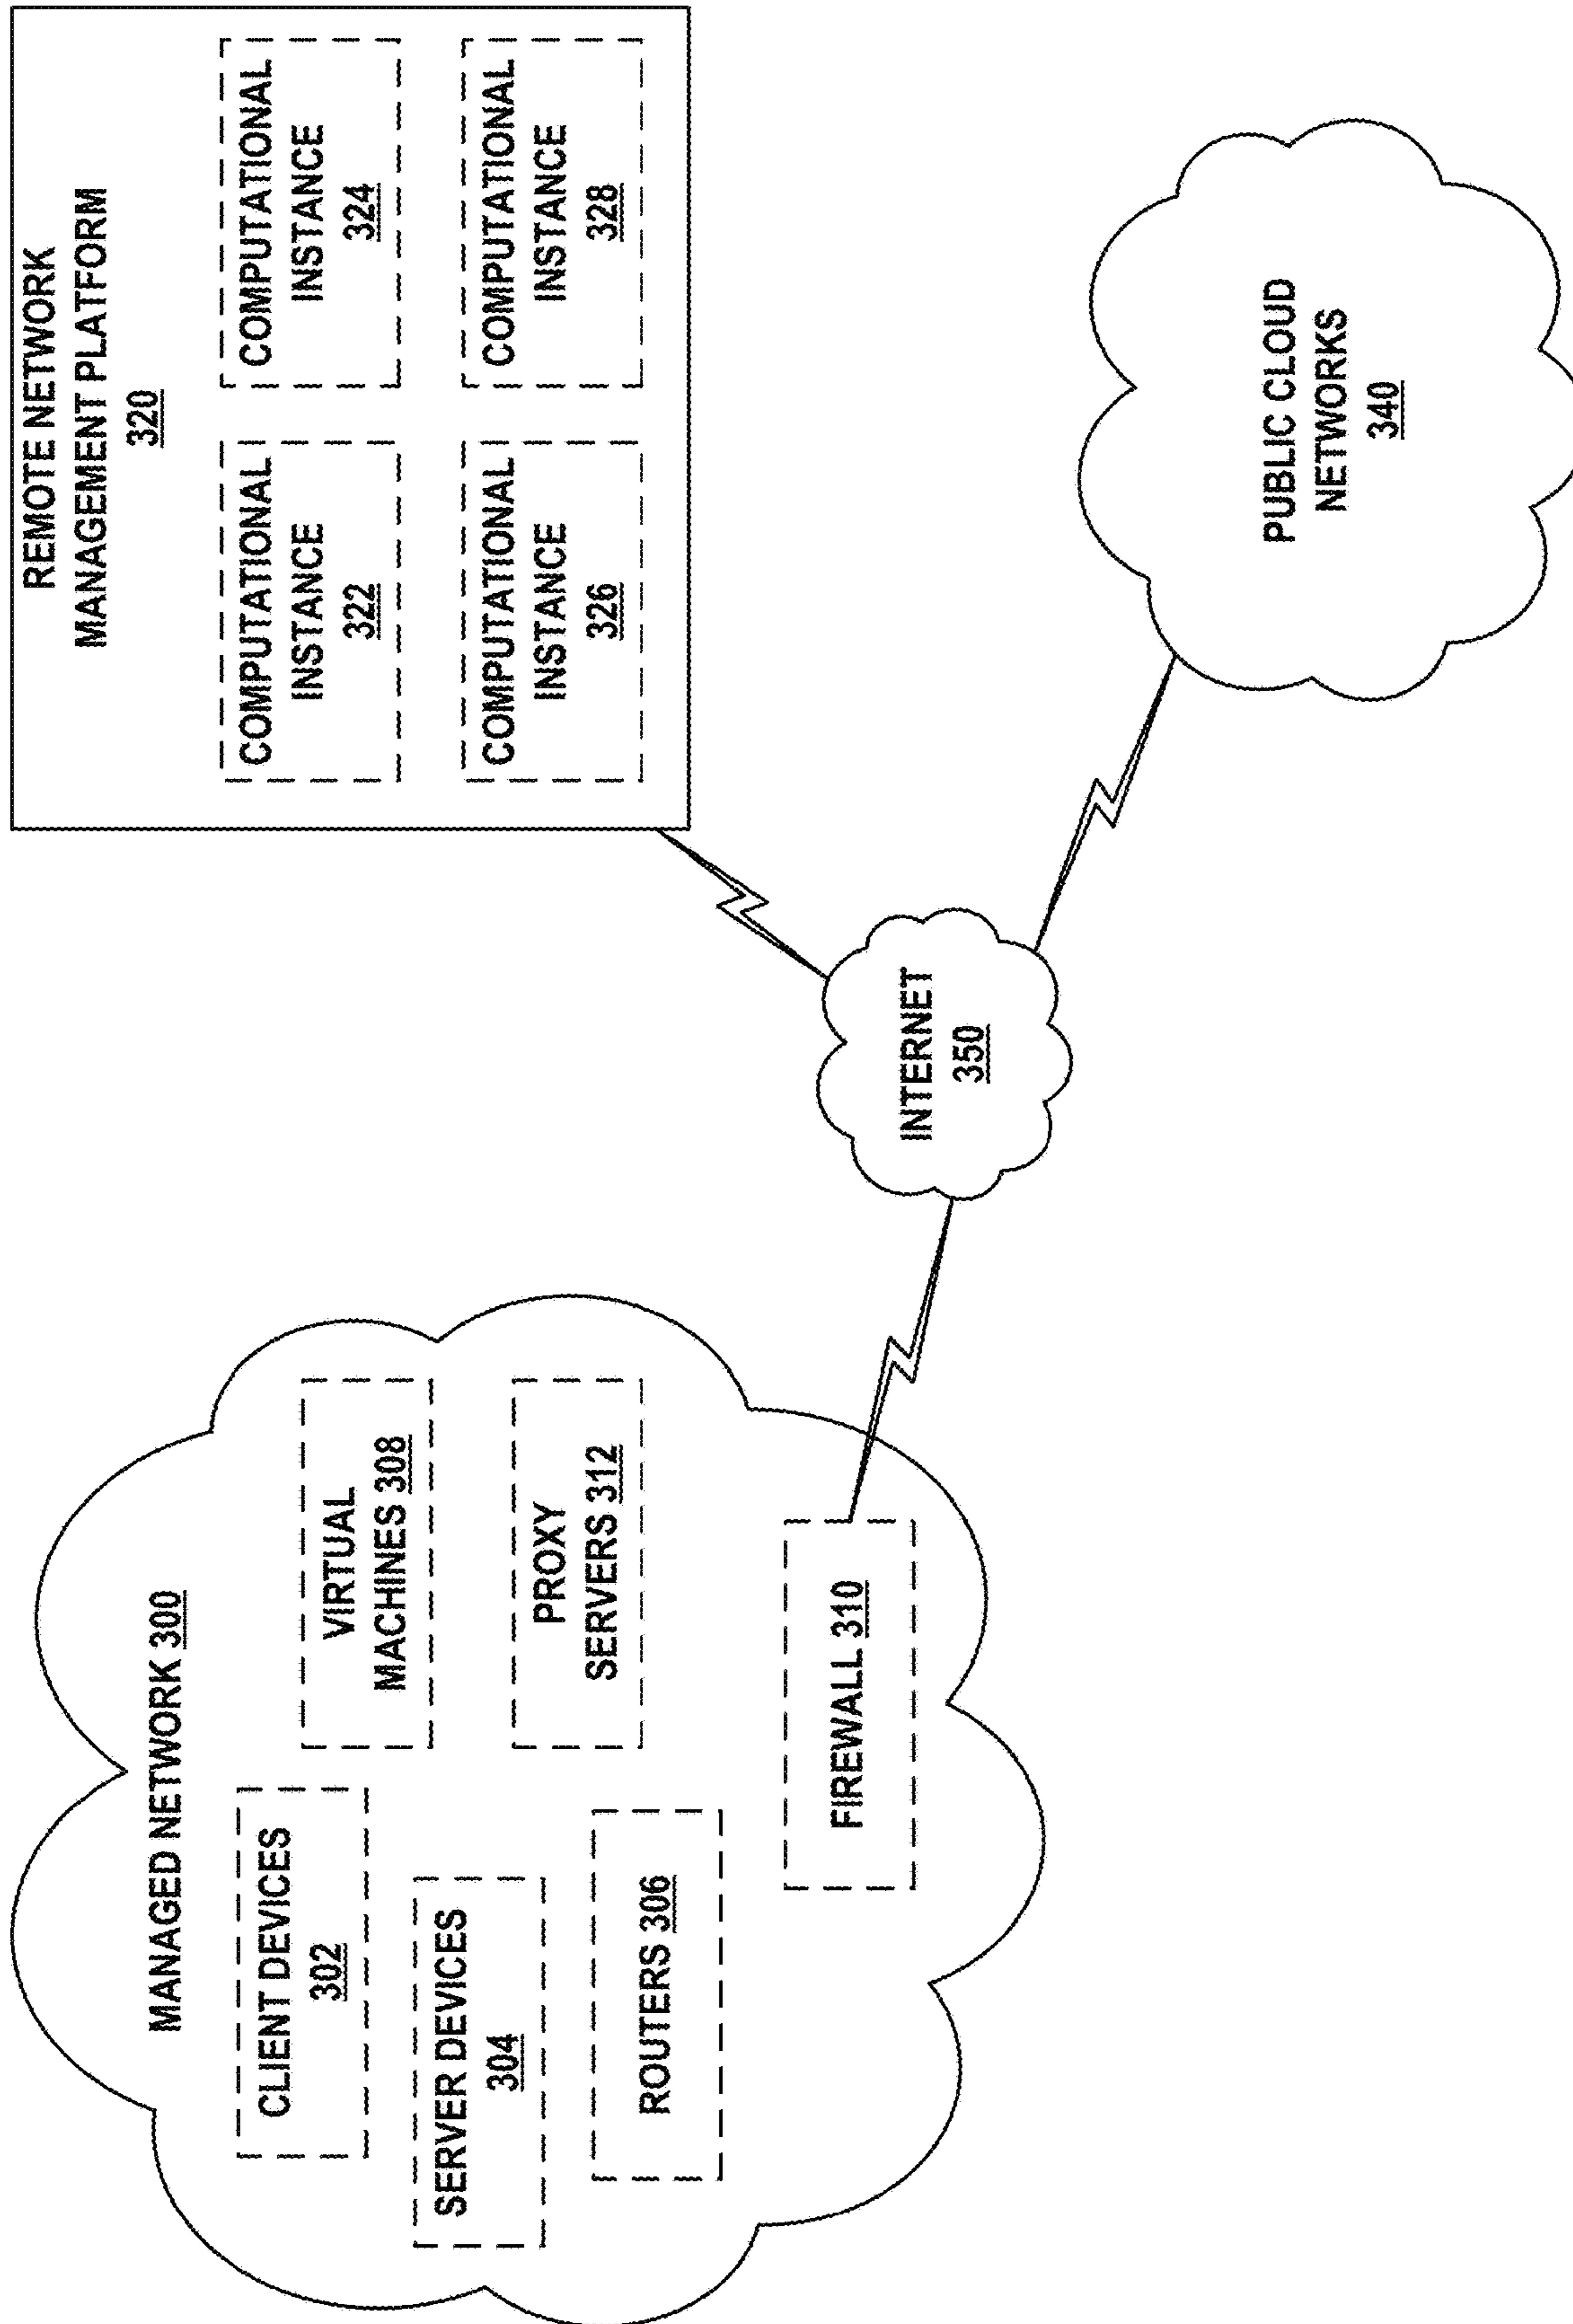 MANAGED NETWORK 300
CLIENT DEVICES
302
SERVER DEVICES
304
ROUTERS 306
VIRTUAL
MACHINES 308
PROXY
SERVERS 312
FIREWALL 310
INTERNET
350
REMOTE NETWORK
MANAGEMENT PLATFORM
320
COMPUTATIONAL
INSTANCE
322
COMPUTATIONAL
INSTANCE
324
COMPUTATIONAL
INSTANCE
326
COMPUTATIONAL
INSTANCE
328
PUBLIC CLOUD
NETWORKS
340